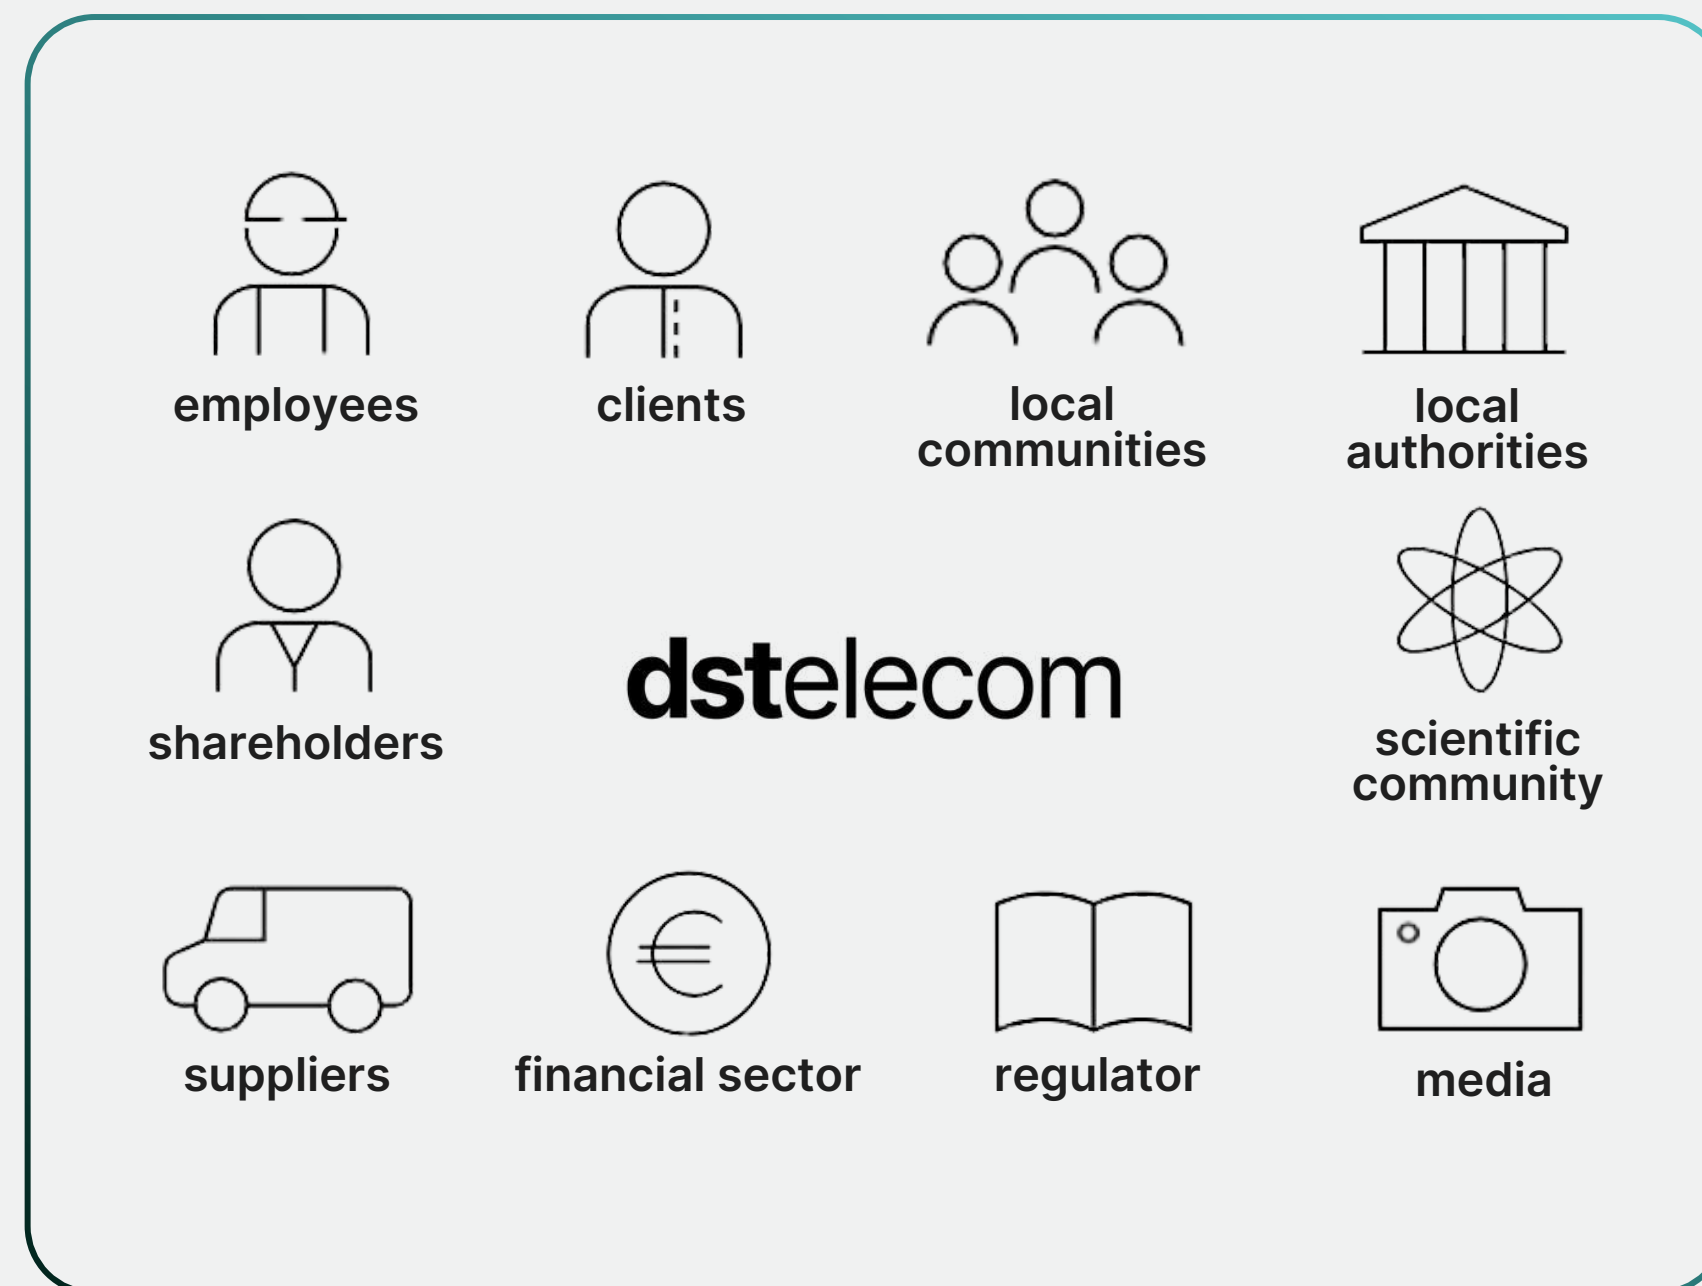 employees
clients
local
communities
local
authorities
shareholders
dstelecom
scientific
community
suppliers
financial sector
regulator
media